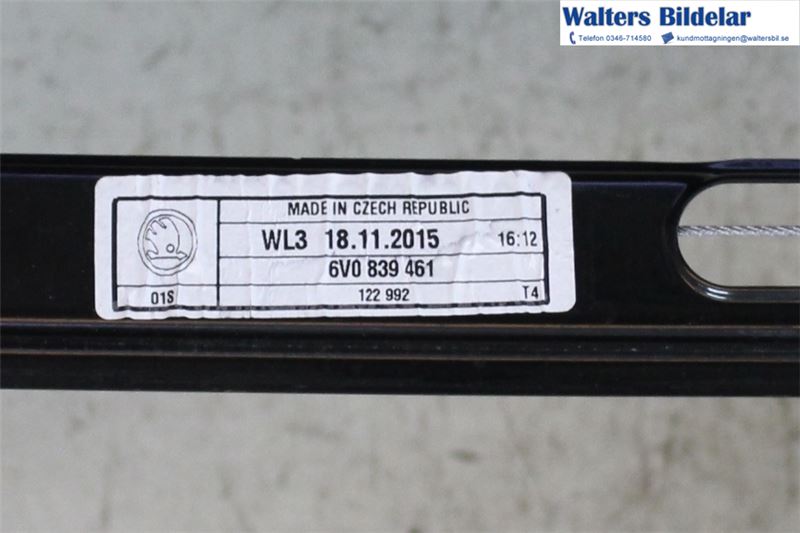 Walters Bildelar
Telefon 0346-714580 kundmottagningen@waltersbil.se
MADE IN CZECH REPUBLIC
WL3 18.11.2015 16:12
6V0 839 461
01S 122 992 T4